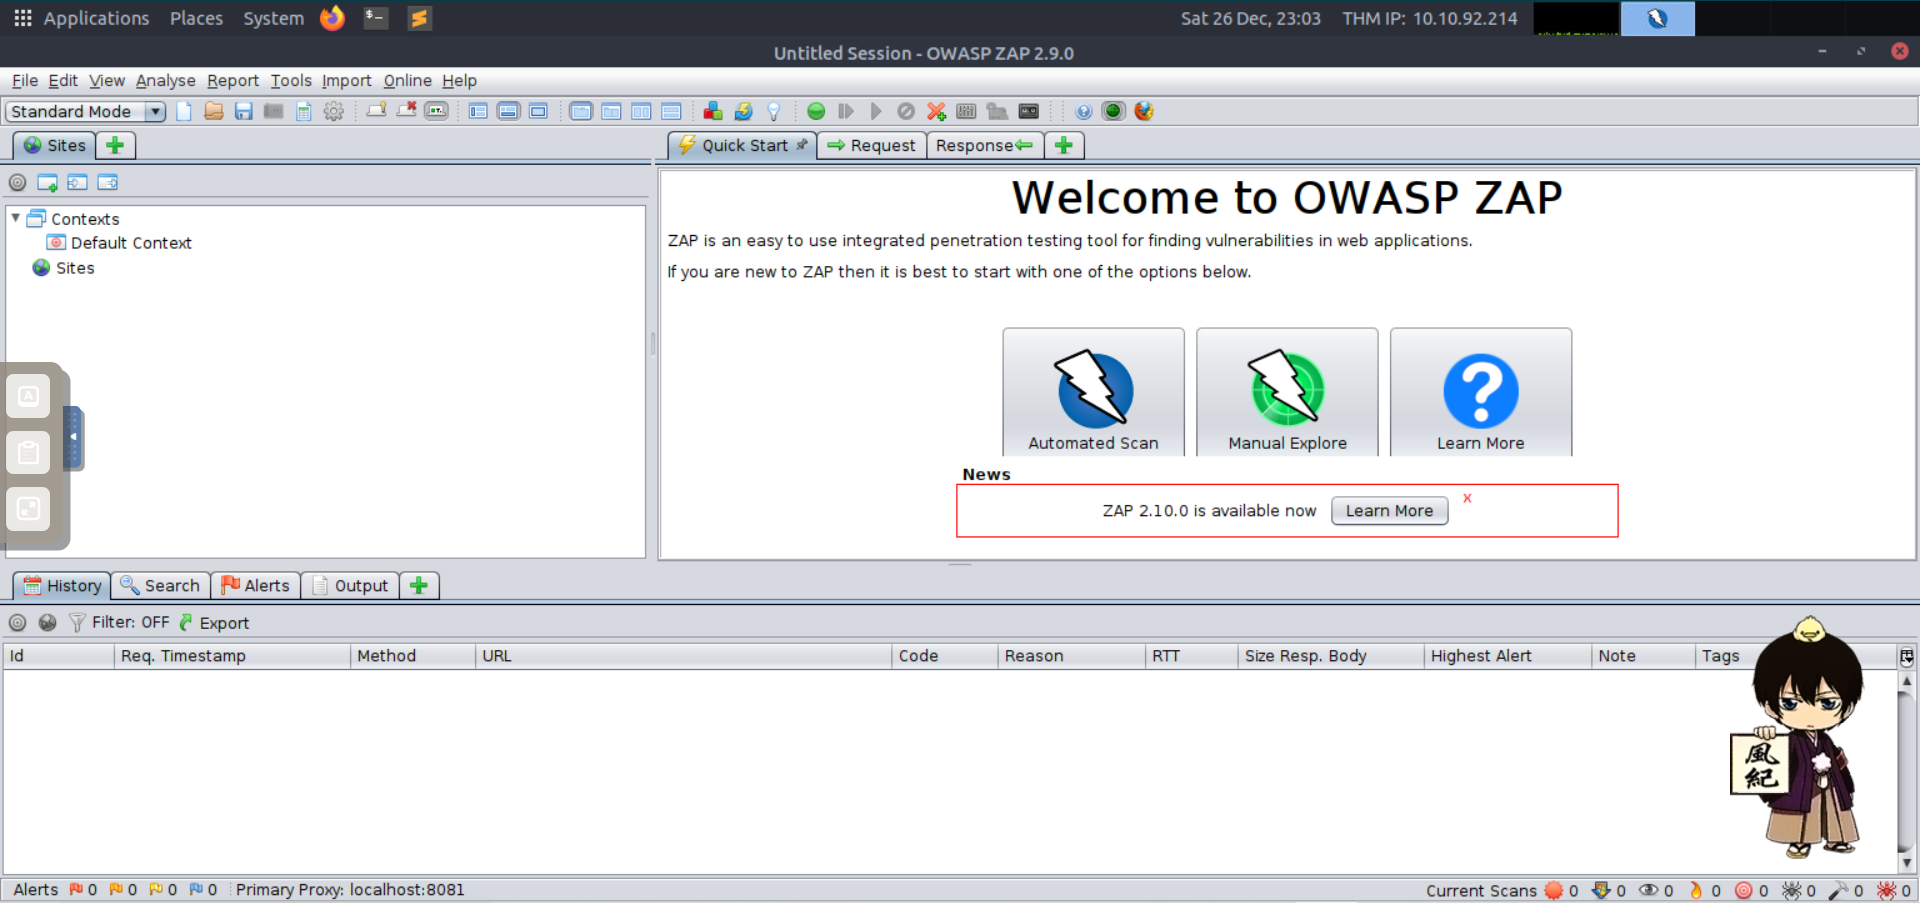 Applications Places System Sat 26 Dec, 23:03 THM IP: 10.10.92.214
Untitled Session - OWASP ZAP 2.9.0
File Edit View Analyse Report Tools Import Online Help
Standard Mode
Sites
Quick Start Request Response
Contexts
Default Context
Sites
Welcome to OWASP ZAP
ZAP is an easy to use integrated penetration testing tool for finding vulnerabilities in web applications.
If you are new to ZAP then it is best to start with one of the options below.
Automated Scan Manual Explore Learn More
News
ZAP 2.10.0 is available now Learn More X
A
History Search Alerts Output
Filter: OFF Export
Id Req. Timestamp Method URL Code Reason RTT Size Resp. Body Highest Alert Note Tags
風紀
Alerts 0 0 0 0 Primary Proxy: localhost:8081 Current Scans 0 0 0 0 0 0 0 0